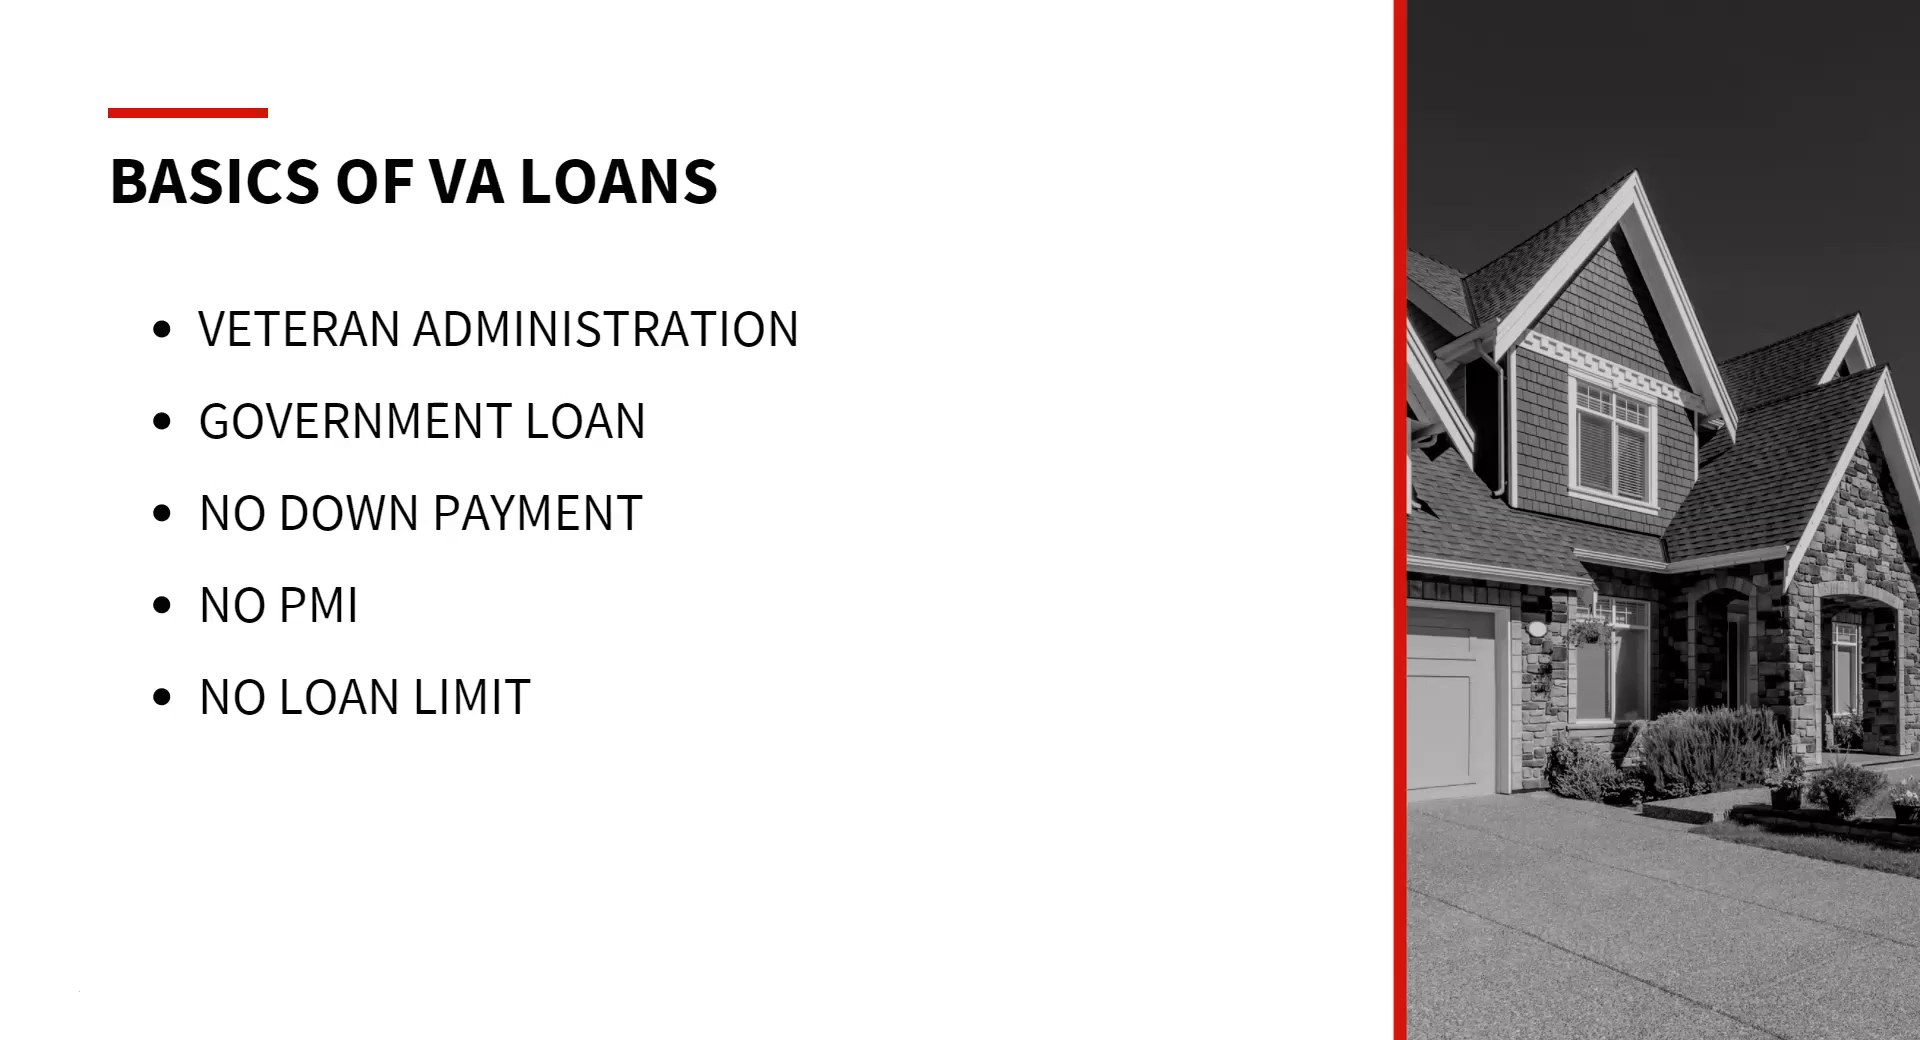 BASICS OF VA LOANS
• VETERAN ADMINISTRATION
• GOVERNMENT LOAN
• NO DOWN PAYMENT
• NO PMI
• NO LOAN LIMIT